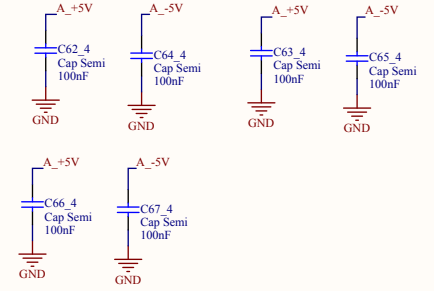 A_+5V
C62_4
Cap Semi
100nF
GND
A_-5V
C64_4
Cap Semi
100nF
GND
A_+5V
C63_4
Cap Semi
100nF
GND
A_-5V
C65_4
Cap Semi
100nF
GND
A_+5V
C66_4
Cap Semi
100nF
GND
A_-5V
C67_4
Cap Semi
100nF
GND